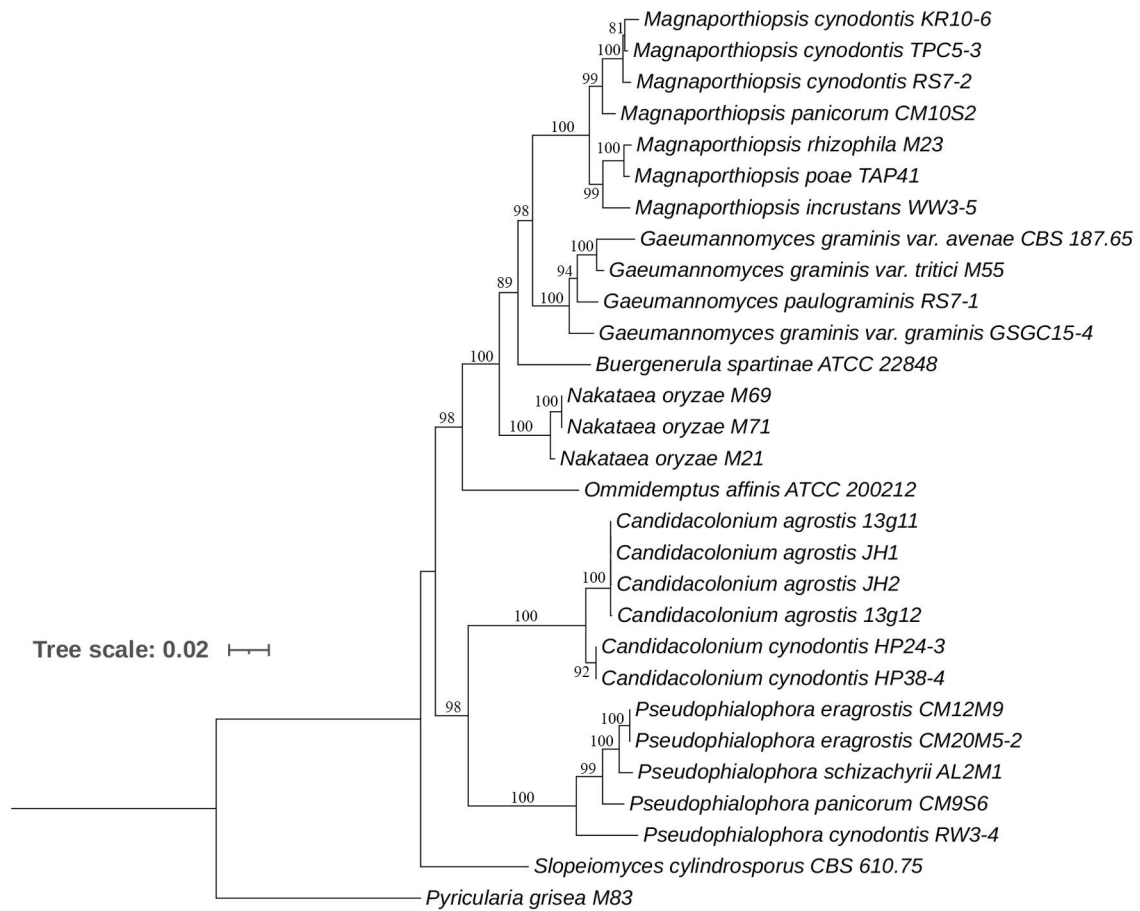 Magnaporthiopsis cynodontis KR10-6
81
Magnaporthiopsis cynodontis TPC5-3
100
Magnaporthiopsis cynodontis RS7-2
99
Magnaporthiopsis panicorum CM10S2
100
Magnaporthiopsis rhizophila M23
100
Magnaporthiopsis poae TAP41
99
Magnaporthiopsis incrustans WW3-5
98
Gaeumannomyces graminis var. avenae CBS 187.65
100
Gaeumannomyces graminis var. tritici M55
94
Gaeumannomyces paulograminis RS7-1
100
Gaeumannomyces graminis var. graminis GSGC15-4
89
Buergenerula spartinae ATCC 22848
100
Nakataea oryzae M69
100
Nakataea oryzae M71
100
Nakataea oryzae M21
98
Ommidemptus affinis ATCC 200212
Candidacolonium agrostis 13g11
Candidacolonium agrostis JH1
100
Candidacolonium agrostis JH2
100
Candidacolonium agrostis 13g12
Tree scale: 0.02
Candidacolonium cynodontis HP24-3
92
Candidacolonium cynodontis HP38-4
98
Pseudophialophora eragrostis CM12M9
100
Pseudophialophora eragrostis CM20M5-2
100
Pseudophialophora schizachyrii AL2M1
99
Pseudophialophora panicorum CM9S6
100
Pseudophialophora cynodontis RW3-4
Slopeiomyces cylindrosporus CBS 610.75
Pyricularia grisea M83